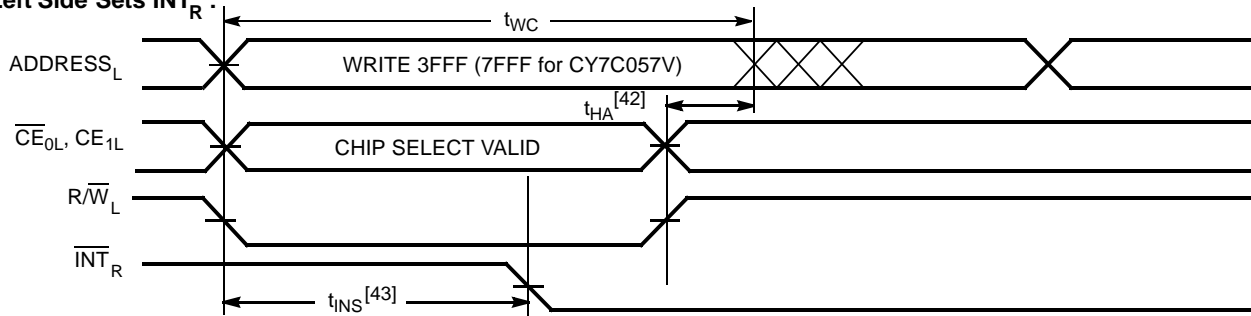 Left Side Sets INT_R :
t_WC
ADDRESS_L
WRITE 3FFF (7FFF for CY7C057V)
t_HA[42]
CE_0L, CE_1L
CHIP SELECT VALID
R/W_L
INT_R
t_INS[43]